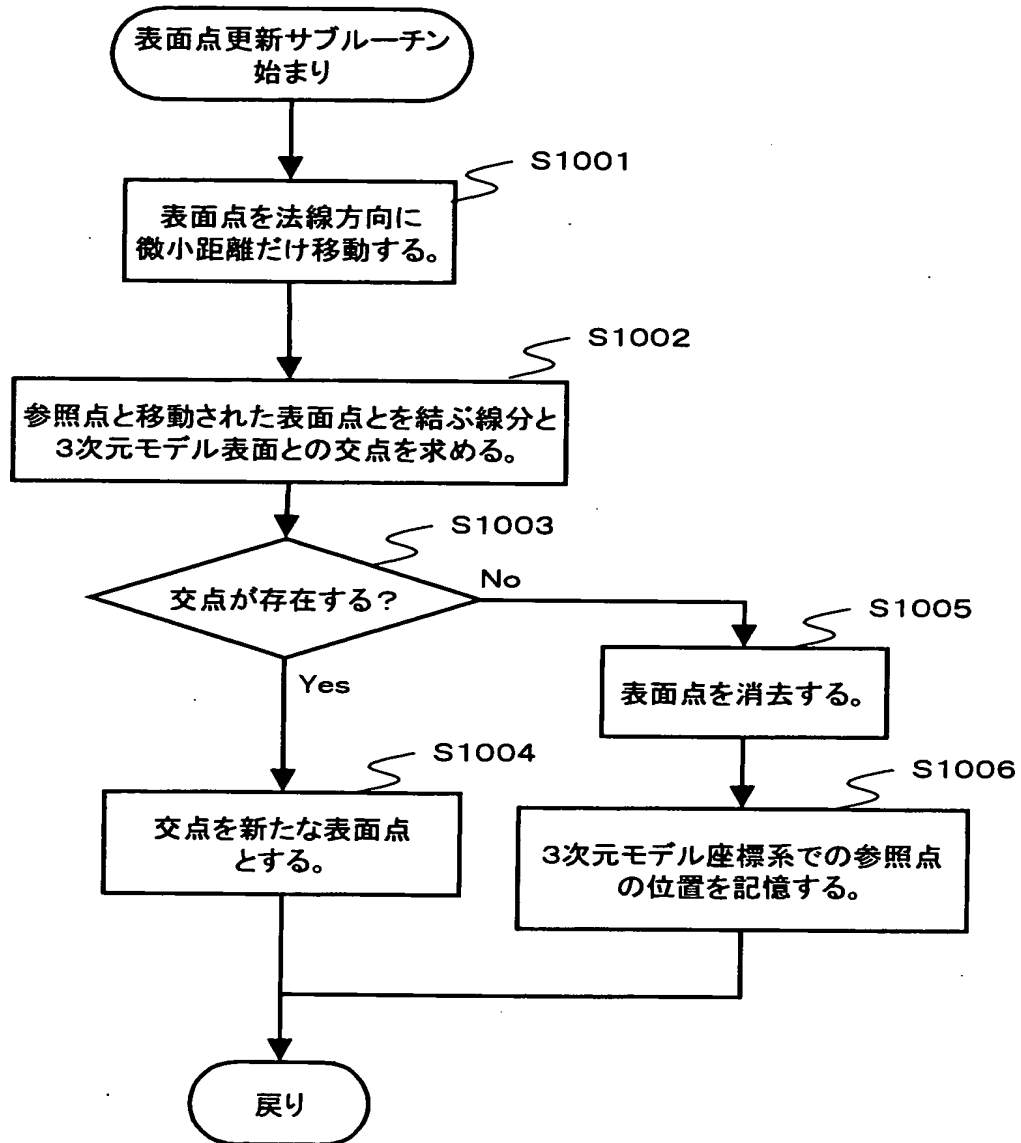 表面点更新サブルーチン
始まり
S1001
表面点を法線方向に
微小距離だけ移動する。
S1002
参照点と移動された表面点とを結ぶ線分と
3次元モデル表面との交点を求める。
S1003
交点が存在する?
No
Yes
S1005
表面点を消去する。
S1004
交点を新たな表面点
とする。
S1006
3次元モデル座標系での参照点
の位置を記憶する。
戻り